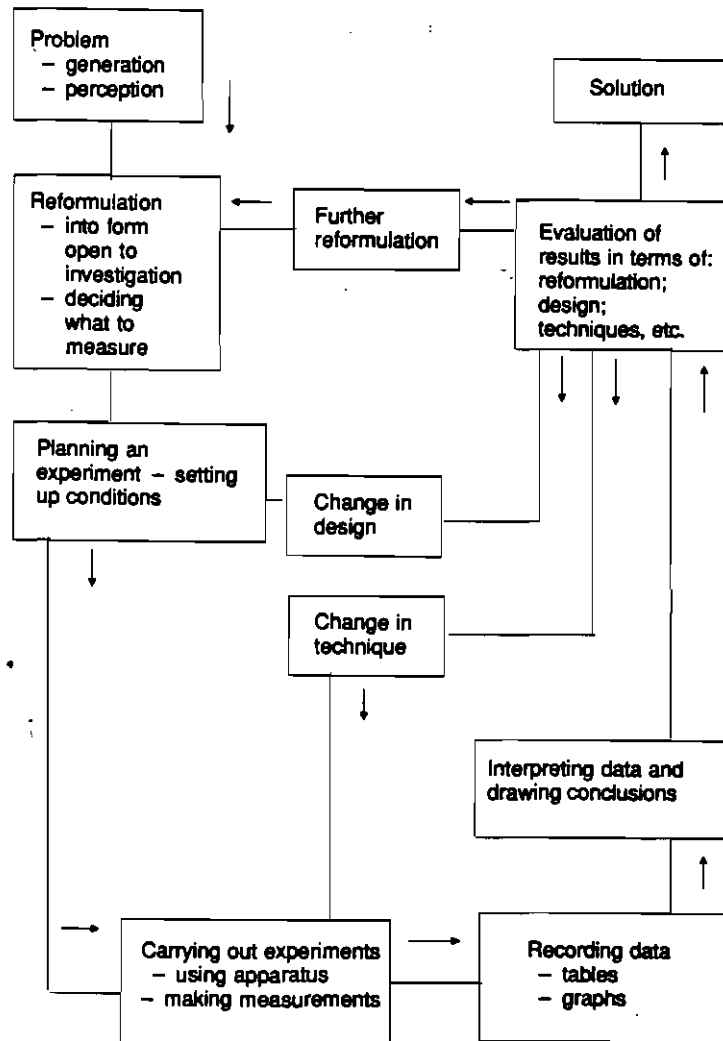 Problem
– generation
– perception
Solution
Reformulation
– into form
open to
investigation
– deciding
what to
measure
Further
reformulation
Evaluation of
results in terms of:
reformulation;
design;
techniques, etc.
Planning an
experiment – setting
up conditions
Change in
design
Change in
technique
Interpreting data and
drawing conclusions
Carrying out experiments
– using apparatus
– making measurements
Recording data
– tables
– graphs